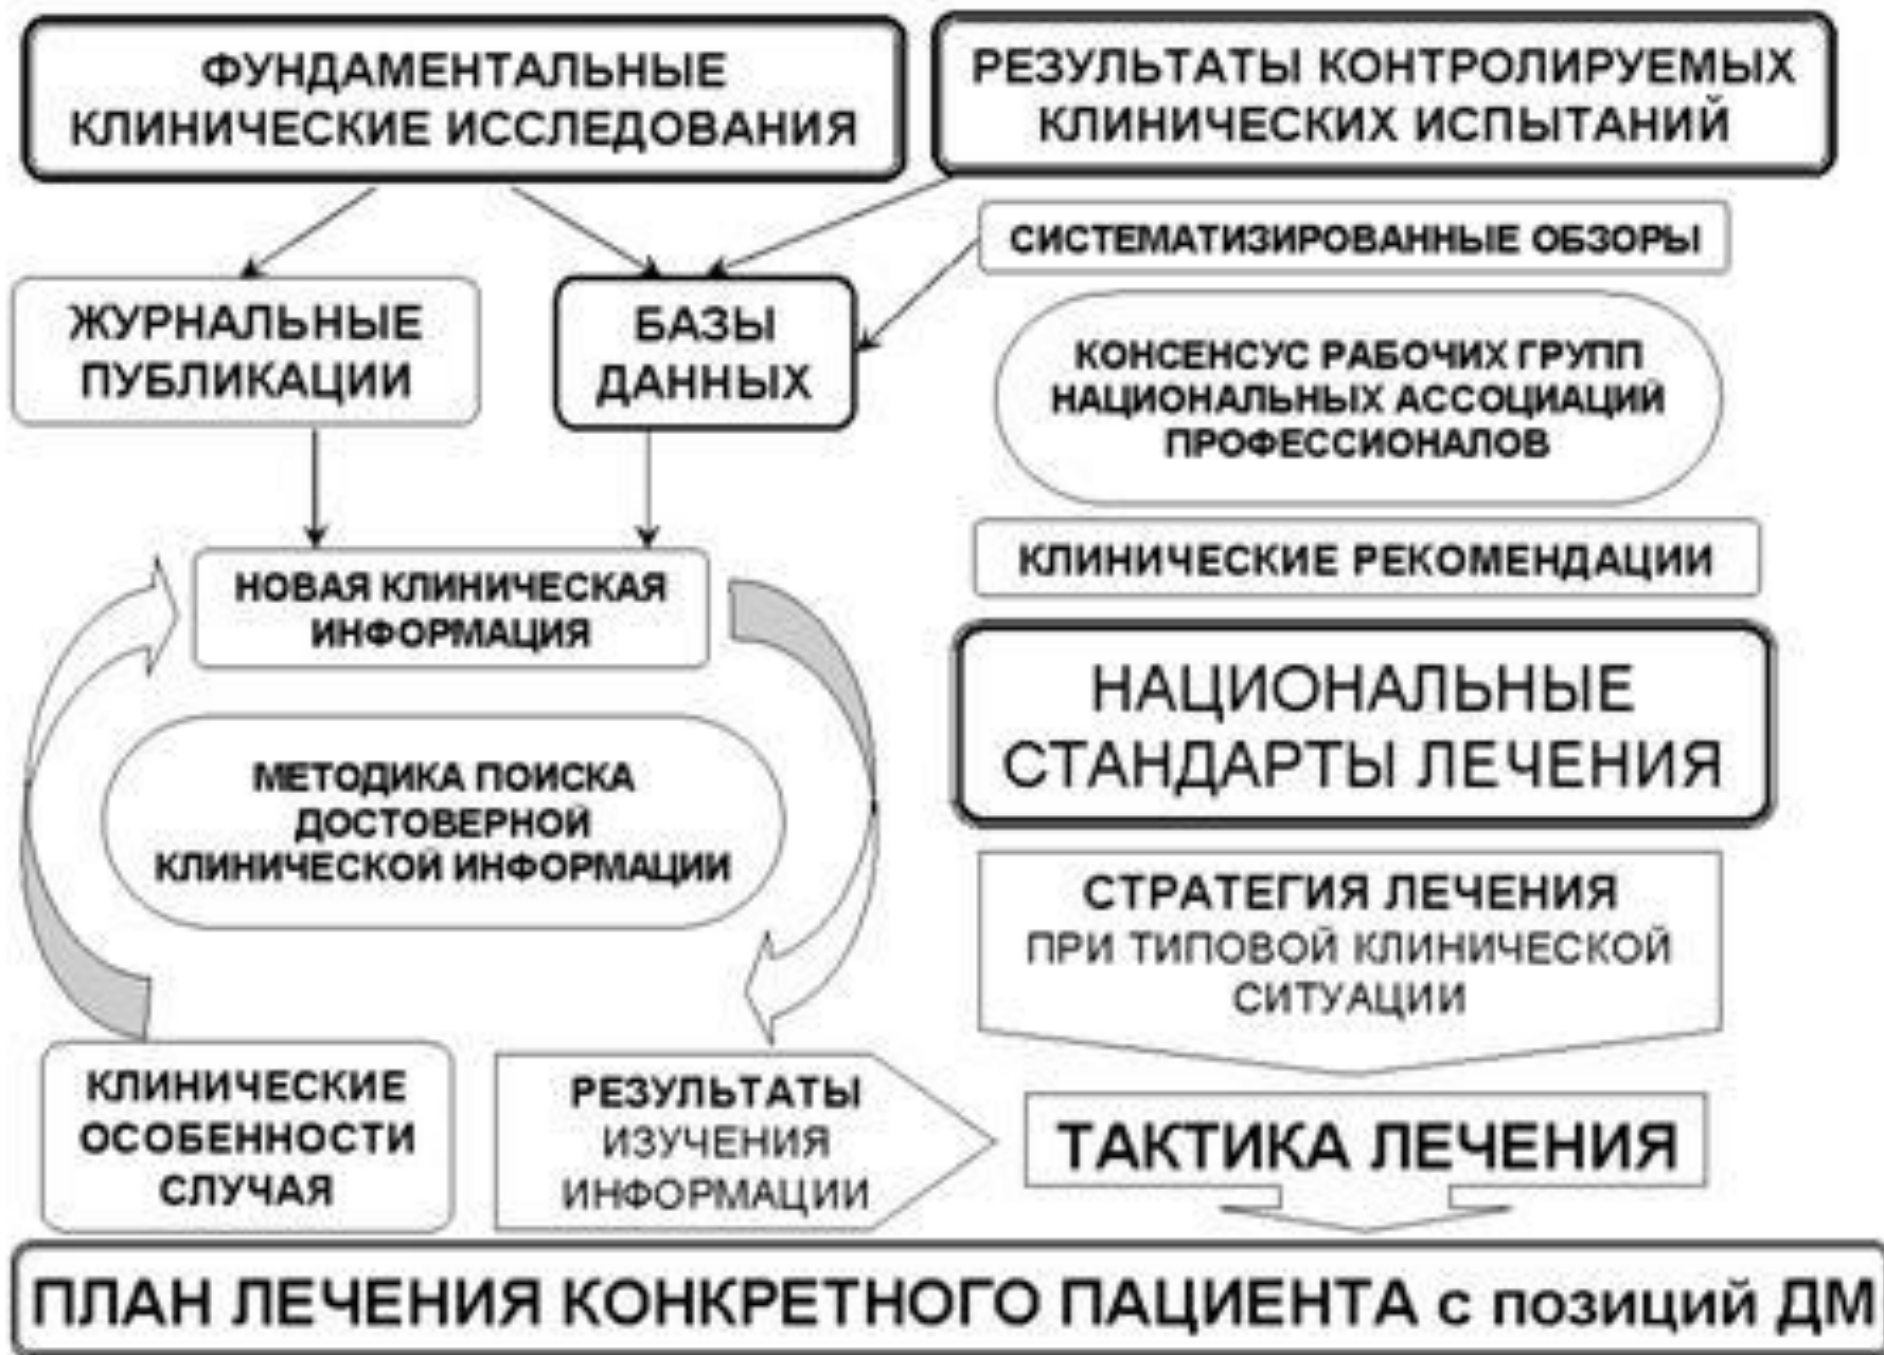 ФУНДАМЕНТАЛЬНЫЕ
КЛИНИЧЕСКИЕ ИССЛЕДОВАНИЯ
РЕЗУЛЬТАТЫ КОНТРОЛИРУЕМЫХ
КЛИНИЧЕСКИХ ИСПЫТАНИЙ
СИСТЕМАТИЗИРОВАННЫЕ ОБЗОРЫ
ЖУРНАЛЬНЫЕ
ПУБЛИКАЦИИ
БАЗЫ
ДАННЫХ
КОНСЕНСУС РАБОЧИХ ГРУПП
НАЦИОНАЛЬНЫХ АССОЦИАЦИЙ
ПРОФЕССИОНАЛОВ
КЛИНИЧЕСКИЕ РЕКОМЕНДАЦИИ
НОВАЯ КЛИНИЧЕСКАЯ
ИНФОРМАЦИЯ
НАЦИОНАЛЬНЫЕ
СТАНДАРТЫ ЛЕЧЕНИЯ
МЕТОДИКА ПОИСКА
ДОСТОВЕРНОЙ
КЛИНИЧЕСКОЙ ИНФОРМАЦИИ
СТРАТЕГИЯ ЛЕЧЕНИЯ
ПРИ ТИПОВОЙ КЛИНИЧЕСКОЙ
СИТУАЦИИ
КЛИНИЧЕСКИЕ
ОСОБЕННОСТИ
СЛУЧАЯ
РЕЗУЛЬТАТЫ
ИЗУЧЕНИЯ
ИНФОРМАЦИИ
ТАКТИКА ЛЕЧЕНИЯ
ПЛАН ЛЕЧЕНИЯ КОНКРЕТНОГО ПАЦИЕНТА с позиций ДМ